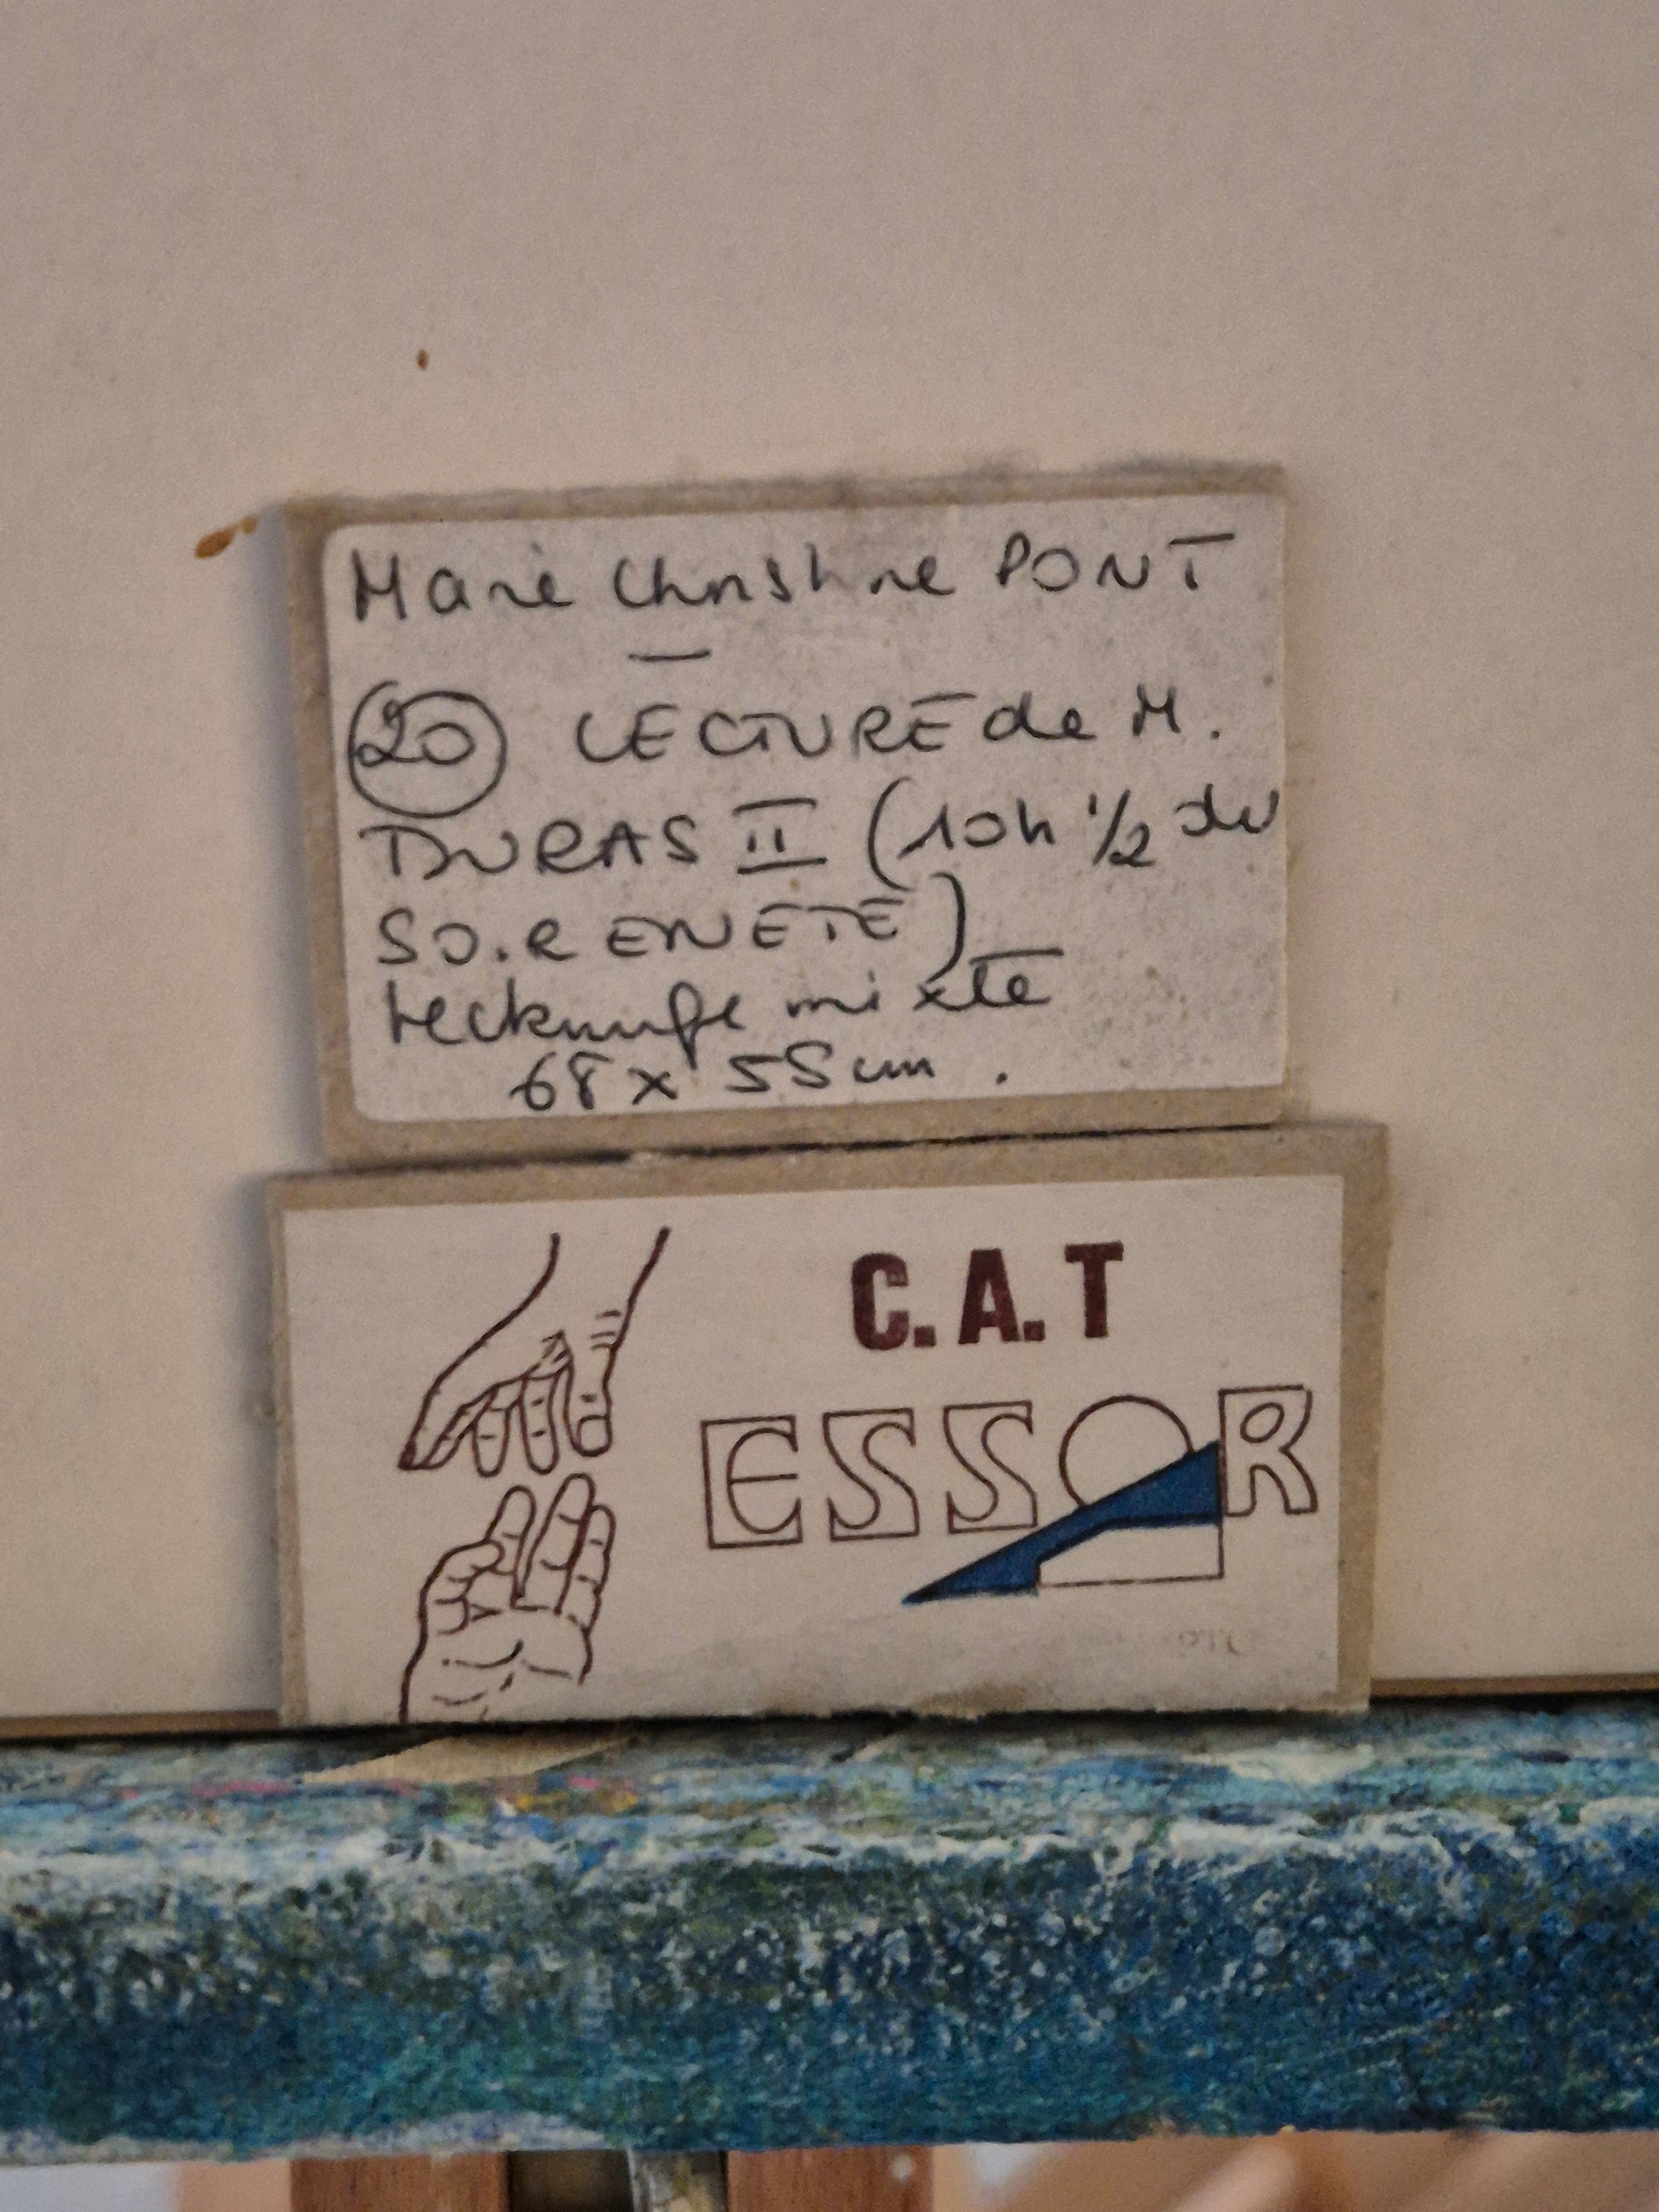 Marie Christine PONT
—
20 LECTURE de M.
DURAS II (10h 1/2 du
SOIR EN ETE)
technique mixte
68 x 55 cm.
C.A.T
ESSOR